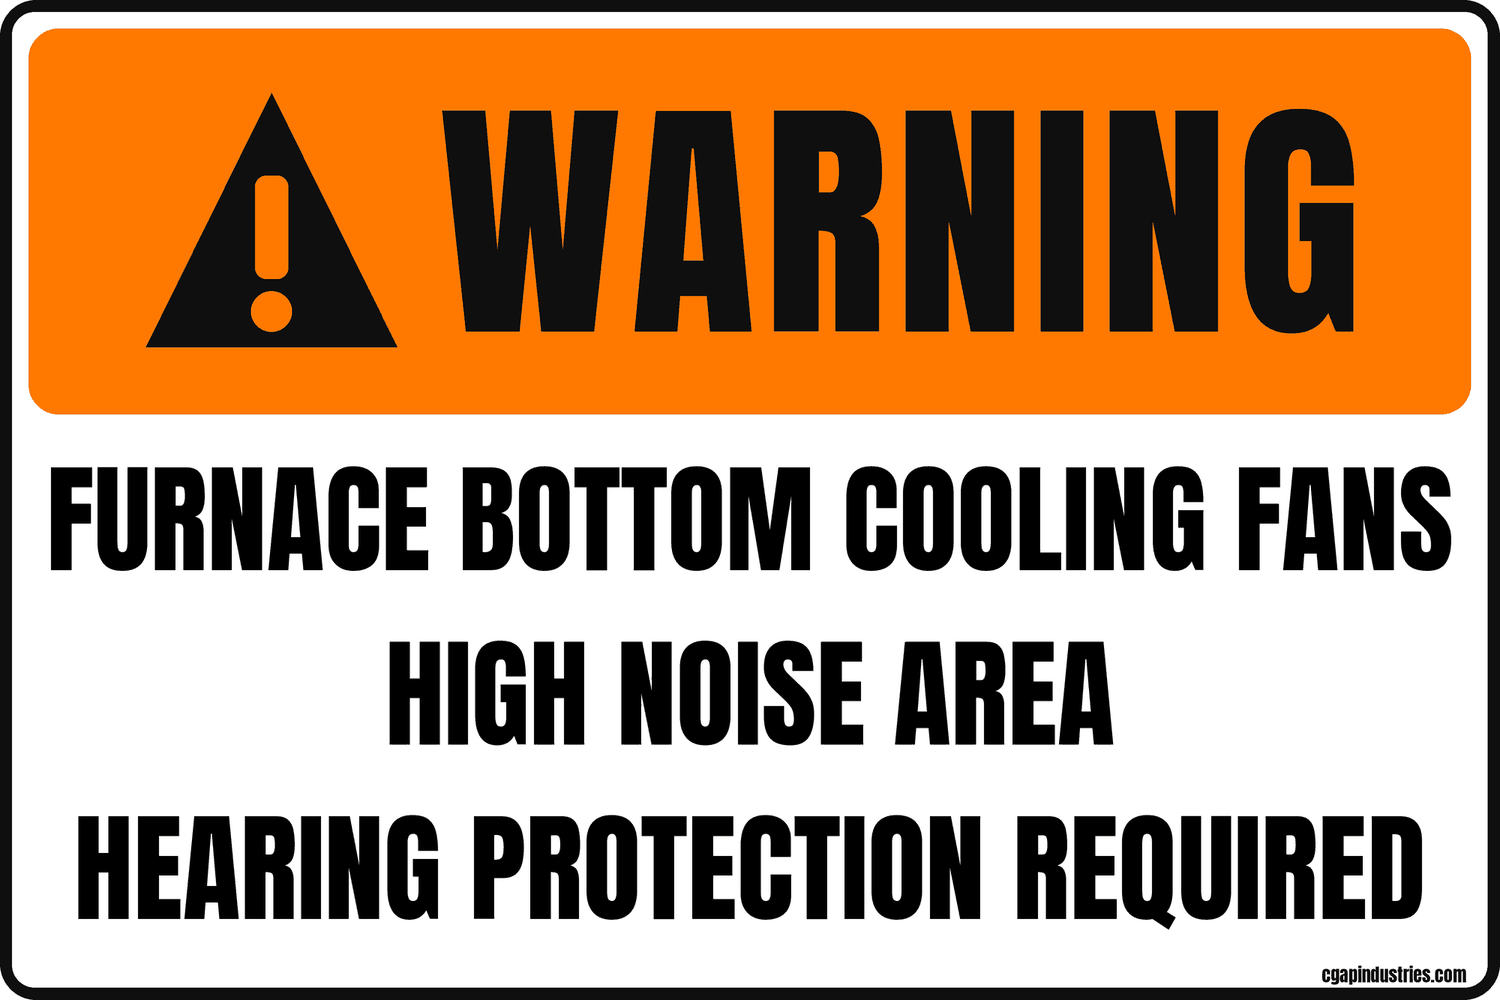 WARNING
FURNACE BOTTOM COOLING FANS
HIGH NOISE AREA
HEARING PROTECTION REQUIRED
cgapindustries.com